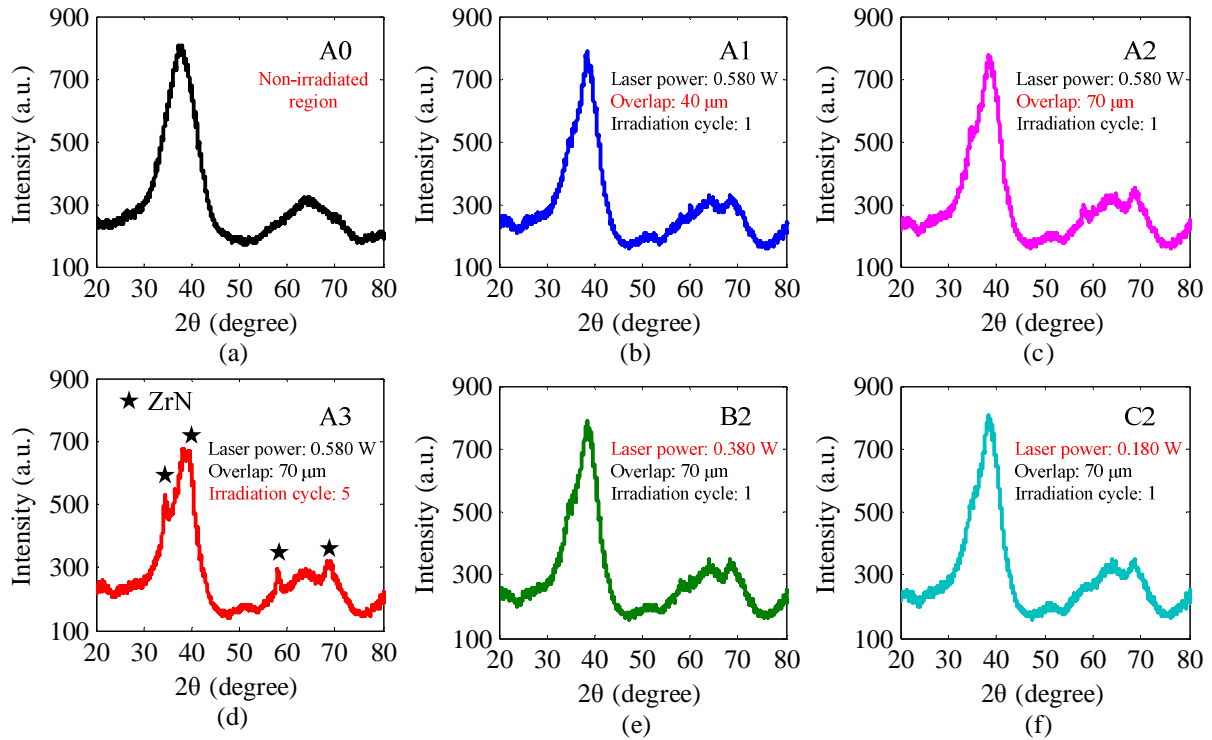 900
700
500
300
100
Intensity (a.u.)
A0
Non-irradiated
region
20 30 40 50 60 70 80
2θ (degree)
(a)
900
700
500
300
100
Intensity (a.u.)
A1
Laser power: 0.580 W
Overlap: 40 μm
Irradiation cycle: 1
20 30 40 50 60 70 80
2θ (degree)
(b)
900
700
500
300
100
Intensity (a.u.)
A2
Laser power: 0.580 W
Overlap: 70 μm
Irradiation cycle: 1
20 30 40 50 60 70 80
2θ (degree)
(c)
900
700
500
300
100
Intensity (a.u.)
★ ZrN
A3
Laser power: 0.580 W
Overlap: 70 μm
Irradiation cycle: 5
20 30 40 50 60 70 80
2θ (degree)
(d)
900
700
500
300
100
Intensity (a.u.)
B2
Laser power: 0.380 W
Overlap: 70 μm
Irradiation cycle: 1
20 30 40 50 60 70 80
2θ (degree)
(e)
900
700
500
300
100
Intensity (a.u.)
C2
Laser power: 0.180 W
Overlap: 70 μm
Irradiation cycle: 1
20 30 40 50 60 70 80
2θ (degree)
(f)